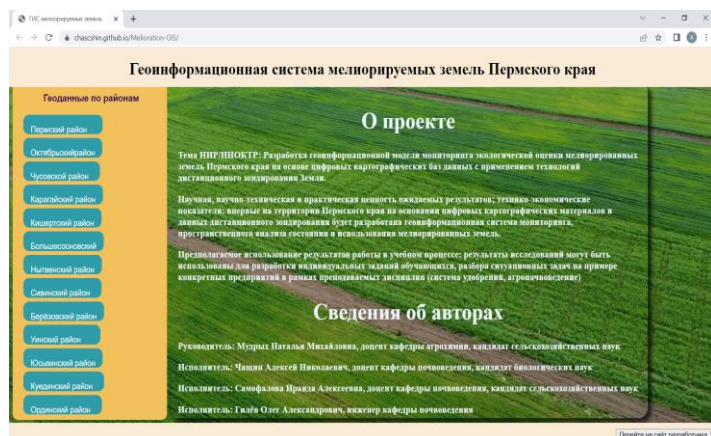 ГИС мелиорируемых земель
chascshin.github.io/Melioration-GIS/
Геоинформационная система мелиорируемых земель Пермского края
Геоданные по районам
Пермский район
Октябрьскийрайон
Чусовской район
Карагайский район
Кишертский район
Большесосновский
Нытвенский район
Сивинский район
Берёзовский район
Уинский район
Юсьвинский район
Куединский район
Ординский район
О проекте
Тема НИР/НИОКТР: Разработка геоинформационной модели мониторинга экологической оценки мелиорированных
земель Пермского края на основе цифровых картографических баз данных с применением технологий
дистанционного зондирования Земли.
Научная, научно-техническая и практическая ценность ожидаемых результатов; технико-экономические
показатели: впервые на территории Пермского края на основании цифровых картографических материалов и
данных дистанционного зондирования будет разработана геоинформационная система мониторинга,
пространственного анализа состояния и использования мелиорированных земель.
Предполагаемое использование результатов работы в учебном процессе: результаты исследований могут быть
использованы для разработки индивидуальных заданий обучающихся, разбора ситуационных задач на примере
конкретных предприятий в рамках преподаваемых дисциплин (система удобрений, агропочвоведение)
Сведения об авторах
Руководитель: Мудрых Наталья Михайловна, доцент кафедры агрохимии, кандидат сельскохозяйственных наук
Исполнитель: Чащин Алексей Николаевич, доцент кафедры почвоведения, кандидат биологических наук
Исполнитель: Самофалова Ираида Алексеевна, доцент кафедры почвоведения, кандидат сельскохозяйственных наук
Исполнитель: Гилёв Олег Александрович, инженер кафедры почвоведения
Перейти на сайт разработчиков